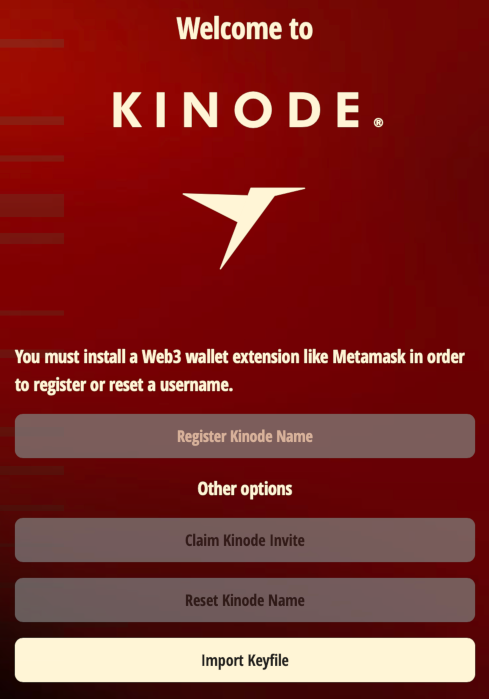 Welcome to
KINODE®
You must install a Web3 wallet extension like Metamask in order
to register or reset a username.
Register Kinode Name
Other options
Claim Kinode Invite
Reset Kinode Name
Import Keyfile